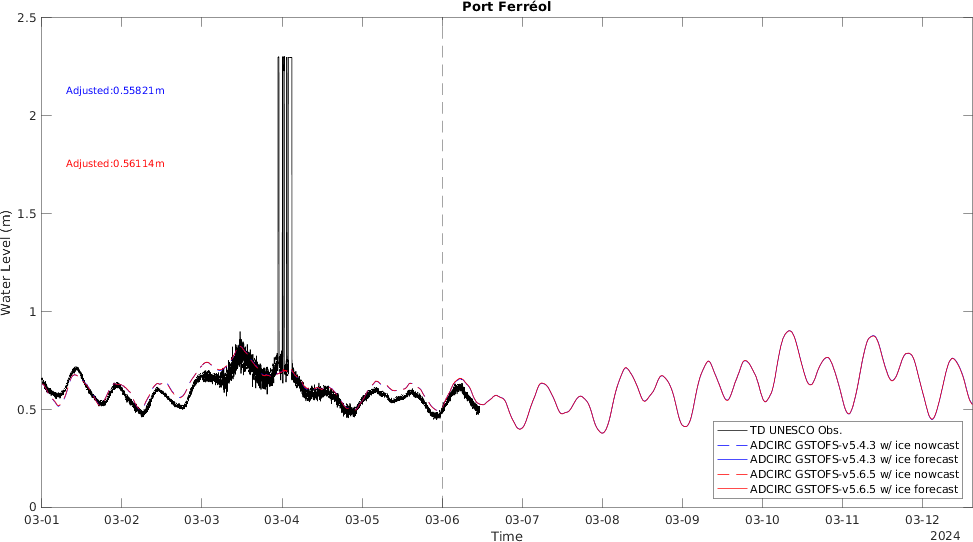 Port Ferréol
2.5
2
1.5
1
0.5
0
Water Level (m)
Adjusted:0.55821m
Adjusted:0.56114m
TD UNESCO Obs.
ADCIRC GSTOFS-v5.4.3 w/ ice nowcast
ADCIRC GSTOFS-v5.4.3 w/ ice forecast
ADCIRC GSTOFS-v5.6.5 w/ ice nowcast
ADCIRC GSTOFS-v5.6.5 w/ ice forecast
03-01 03-02 03-03 03-04 03-05 03-06 03-07 03-08 03-09 03-10 03-11 03-12
Time
2024